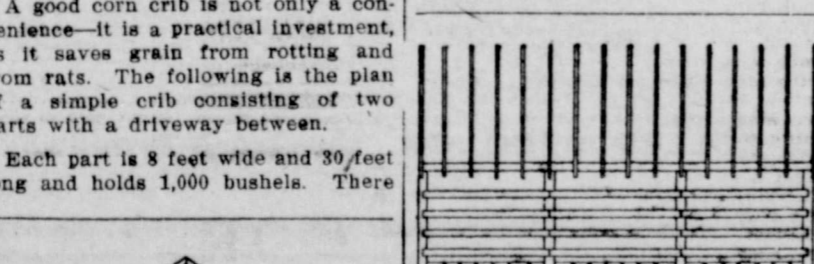 A good corn crib is not only a con-
enience—it is a practical investment,
s it saves grain from rotting and
om rats. The following is the plan
f a simple crib consisting of two
arts with a driveway between.
Each part is 8 feet wide and 30 feet
ng and holds 1,000 bushels. There